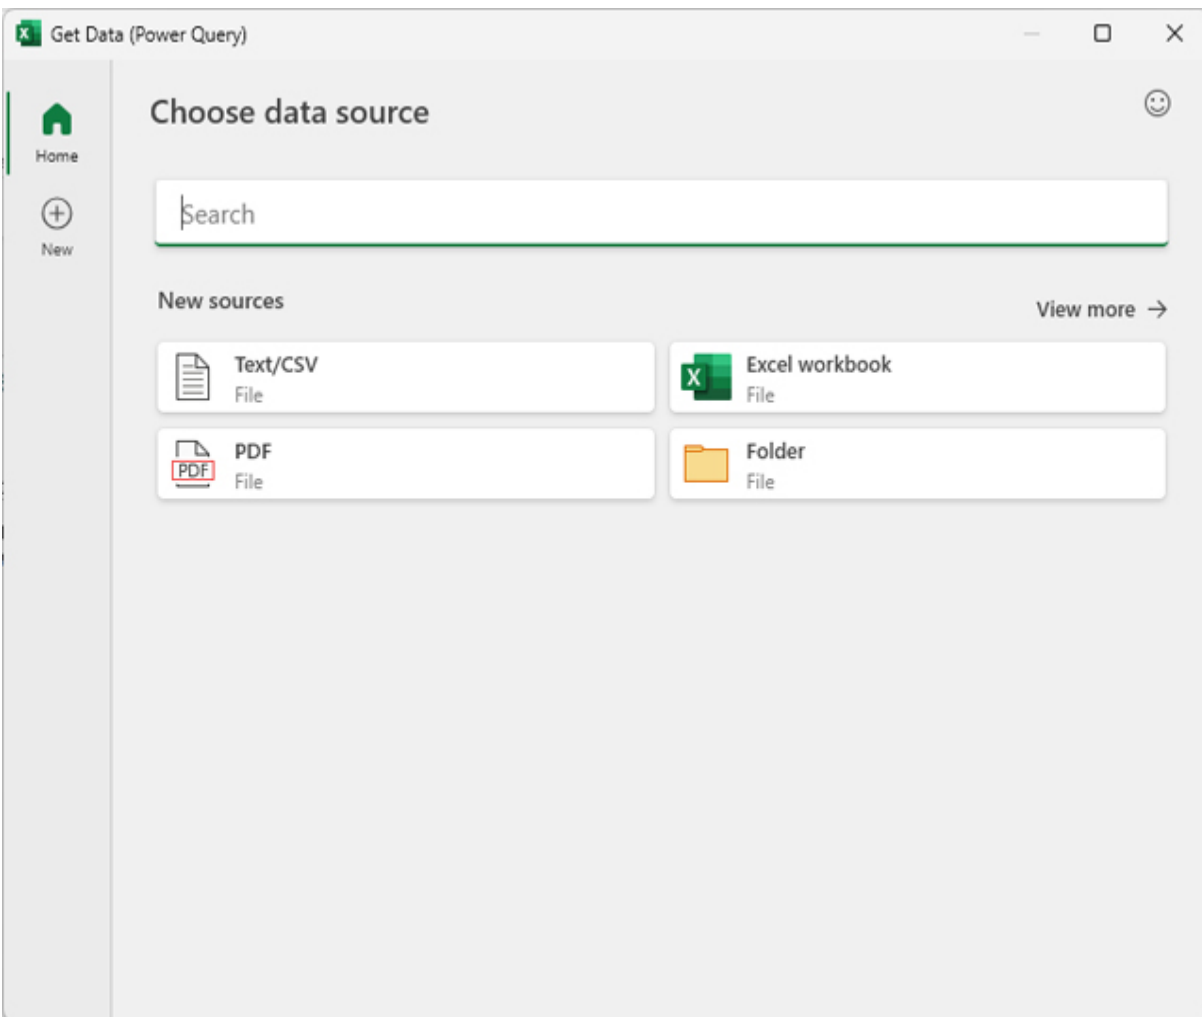 Get Data (Power Query)
Home
New
Choose data source
Search
New sources
View more
Text/CSV
File
Excel workbook
File
PDF
PDF
File
Folder
File